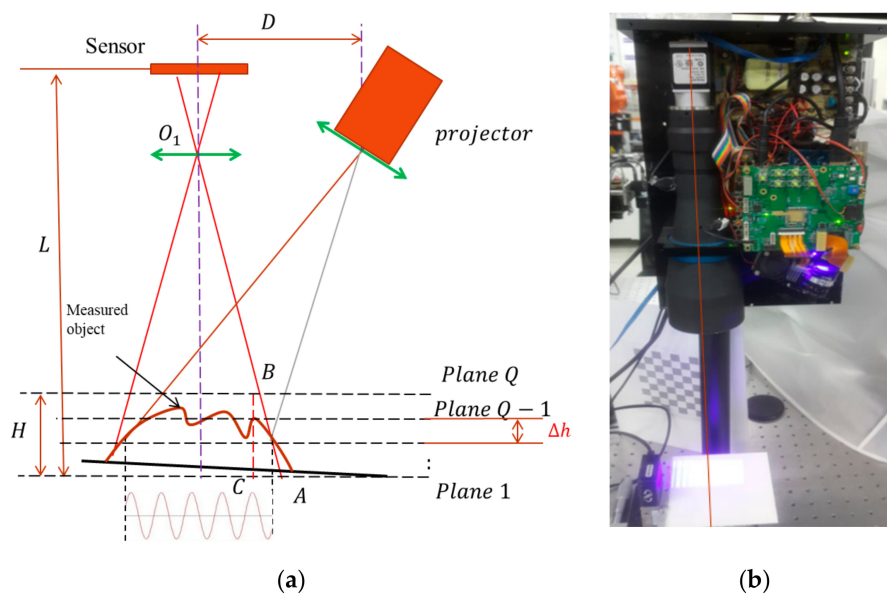 D
Sensor
O₁
projector
L
Measured
object
B
Plane Q
Plane Q − 1
H
Δh
⋮
C
A
Plane 1
(a)
(b)